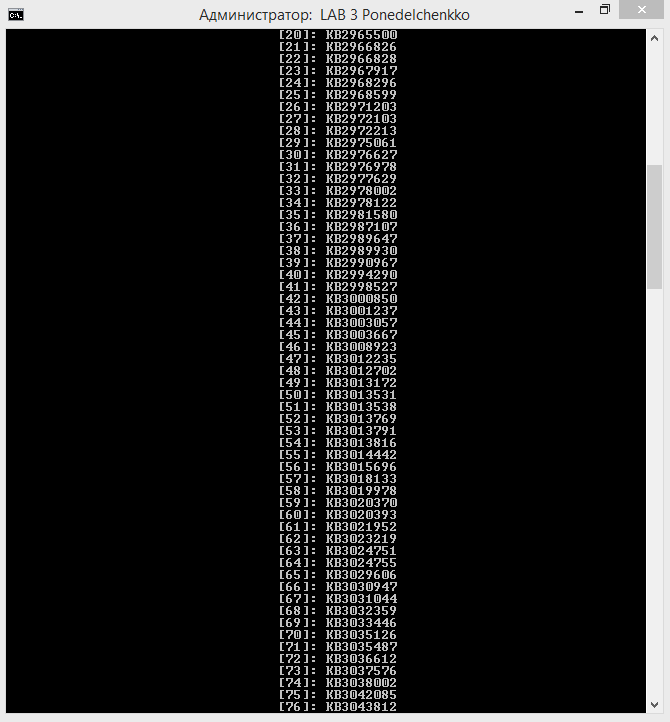 Администратор: LAB 3 Ponedelchenkko
[20]: KB2965500
[21]: KB2966826
[22]: KB2966828
[23]: KB2967917
[24]: KB2968296
[25]: KB2968599
[26]: KB2971203
[27]: KB2972103
[28]: KB2972213
[29]: KB2975061
[30]: KB2976627
[31]: KB2976978
[32]: KB2977629
[33]: KB2978002
[34]: KB2978122
[35]: KB2981580
[36]: KB2987107
[37]: KB2989647
[38]: KB2989930
[39]: KB2990967
[40]: KB2994290
[41]: KB2998527
[42]: KB3000850
[43]: KB3001237
[44]: KB3003057
[45]: KB3003667
[46]: KB3008923
[47]: KB3012235
[48]: KB3012702
[49]: KB3013172
[50]: KB3013531
[51]: KB3013538
[52]: KB3013769
[53]: KB3013791
[54]: KB3013816
[55]: KB3014442
[56]: KB3015696
[57]: KB3018133
[58]: KB3019978
[59]: KB3020370
[60]: KB3020393
[61]: KB3021952
[62]: KB3023219
[63]: KB3024751
[64]: KB3024755
[65]: KB3029606
[66]: KB3030947
[67]: KB3031044
[68]: KB3032359
[69]: KB3033446
[70]: KB3035126
[71]: KB3035487
[72]: KB3036612
[73]: KB3037576
[74]: KB3038002
[75]: KB3042085
[76]: KB3043812